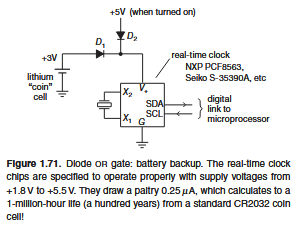 +5V (when turned on)
D1
D2
+3V
lithium
"coin"
cell
real-time clock
NXP PCF8563,
Seiko S-35390A, etc
X2
V+
SDA
SCL
X1
G
digital
link to
microprocessor
Figure 1.71. Diode OR gate: battery backup. The real-time clock
chips are specified to operate properly with supply voltages from
+1.8 V to +5.5 V. They draw a paltry 0.25 μA, which calculates to a
1-million-hour life (a hundred years) from a standard CR2032 coin
cell!